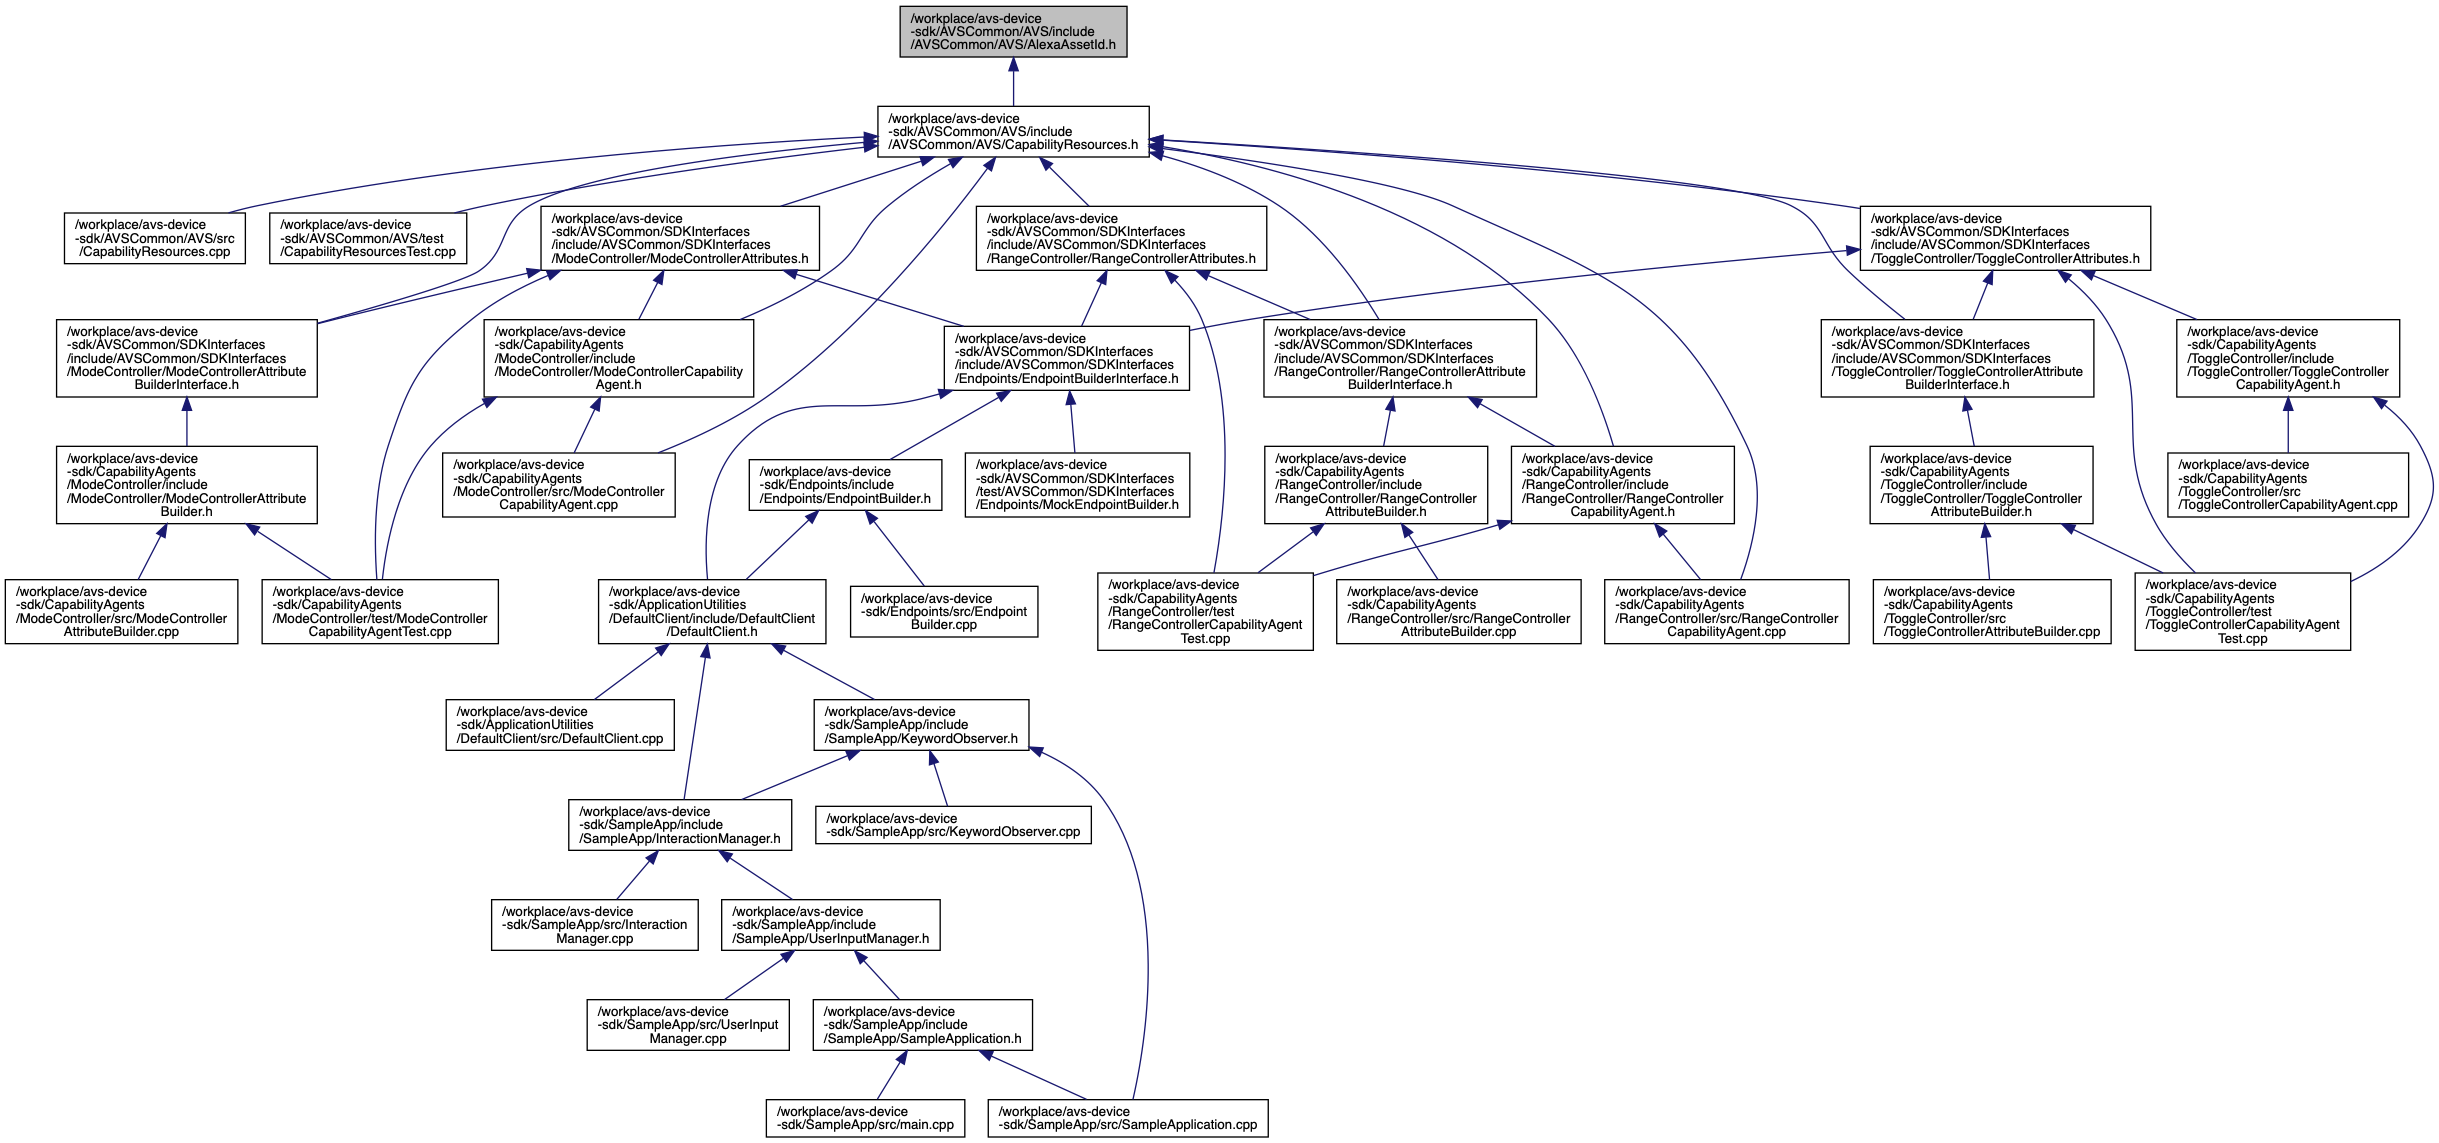 /workplace/avs-device
-sdk/AVSCommon/AVS/include
/AVSCommon/AVS/AlexaAssetId.h
/workplace/avs-device
-sdk/AVSCommon/AVS/include
/AVSCommon/AVS/CapabilityResources.h
/workplace/avs-device
-sdk/AVSCommon/AVS/src
/CapabilityResources.cpp
/workplace/avs-device
-sdk/AVSCommon/AVS/test
/CapabilityResourcesTest.cpp
/workplace/avs-device
-sdk/AVSCommon/SDKInterfaces
/include/AVSCommon/SDKInterfaces
/ModeController/ModeControllerAttributes.h
/workplace/avs-device
-sdk/AVSCommon/SDKInterfaces
/include/AVSCommon/SDKInterfaces
/RangeController/RangeControllerAttributes.h
/workplace/avs-device
-sdk/AVSCommon/SDKInterfaces
/include/AVSCommon/SDKInterfaces
/ToggleController/ToggleControllerAttributes.h
/workplace/avs-device
-sdk/AVSCommon/SDKInterfaces
/include/AVSCommon/SDKInterfaces
/ModeController/ModeControllerAttribute
BuilderInterface.h
/workplace/avs-device
-sdk/CapabilityAgents
/ModeController/include
/ModeController/ModeControllerCapability
Agent.h
/workplace/avs-device
-sdk/AVSCommon/SDKInterfaces
/include/AVSCommon/SDKInterfaces
/Endpoints/EndpointBuilderInterface.h
/workplace/avs-device
-sdk/AVSCommon/SDKInterfaces
/include/AVSCommon/SDKInterfaces
/RangeController/RangeControllerAttribute
BuilderInterface.h
/workplace/avs-device
-sdk/AVSCommon/SDKInterfaces
/include/AVSCommon/SDKInterfaces
/ToggleController/ToggleControllerAttribute
BuilderInterface.h
/workplace/avs-device
-sdk/CapabilityAgents
/ToggleController/include
/ToggleController/ToggleController
CapabilityAgent.h
/workplace/avs-device
-sdk/CapabilityAgents
/ModeController/include
/ModeController/ModeControllerAttribute
Builder.h
/workplace/avs-device
-sdk/CapabilityAgents
/ModeController/src/ModeController
CapabilityAgent.cpp
/workplace/avs-device
-sdk/Endpoints/include
/Endpoints/EndpointBuilder.h
/workplace/avs-device
-sdk/AVSCommon/SDKInterfaces
/test/AVSCommon/SDKInterfaces
/Endpoints/MockEndpointBuilder.h
/workplace/avs-device
-sdk/CapabilityAgents
/RangeController/include
/RangeController/RangeController
AttributeBuilder.h
/workplace/avs-device
-sdk/CapabilityAgents
/RangeController/include
/RangeController/RangeController
CapabilityAgent.h
/workplace/avs-device
-sdk/CapabilityAgents
/ToggleController/include
/ToggleController/ToggleController
AttributeBuilder.h
/workplace/avs-device
-sdk/CapabilityAgents
/ToggleController/src
/ToggleControllerCapabilityAgent.cpp
/workplace/avs-device
-sdk/CapabilityAgents
/ModeController/src/ModeController
AttributeBuilder.cpp
/workplace/avs-device
-sdk/CapabilityAgents
/ModeController/test/ModeController
CapabilityAgentTest.cpp
/workplace/avs-device
-sdk/ApplicationUtilities
/DefaultClient/include/DefaultClient
/DefaultClient.h
/workplace/avs-device
-sdk/Endpoints/src/Endpoint
Builder.cpp
/workplace/avs-device
-sdk/CapabilityAgents
/RangeController/test
/RangeControllerCapabilityAgent
Test.cpp
/workplace/avs-device
-sdk/CapabilityAgents
/RangeController/src/RangeController
AttributeBuilder.cpp
/workplace/avs-device
-sdk/CapabilityAgents
/RangeController/src/RangeController
CapabilityAgent.cpp
/workplace/avs-device
-sdk/CapabilityAgents
/ToggleController/src
/ToggleControllerAttributeBuilder.cpp
/workplace/avs-device
-sdk/CapabilityAgents
/ToggleController/test
/ToggleControllerCapabilityAgent
Test.cpp
/workplace/avs-device
-sdk/ApplicationUtilities
/DefaultClient/src/DefaultClient.cpp
/workplace/avs-device
-sdk/SampleApp/include
/SampleApp/KeywordObserver.h
/workplace/avs-device
-sdk/SampleApp/include
/SampleApp/InteractionManager.h
/workplace/avs-device
-sdk/SampleApp/src/KeywordObserver.cpp
/workplace/avs-device
-sdk/SampleApp/src/Interaction
Manager.cpp
/workplace/avs-device
-sdk/SampleApp/include
/SampleApp/UserInputManager.h
/workplace/avs-device
-sdk/SampleApp/src/UserInput
Manager.cpp
/workplace/avs-device
-sdk/SampleApp/include
/SampleApp/SampleApplication.h
/workplace/avs-device
-sdk/SampleApp/src/main.cpp
/workplace/avs-device
-sdk/SampleApp/src/SampleApplication.cpp